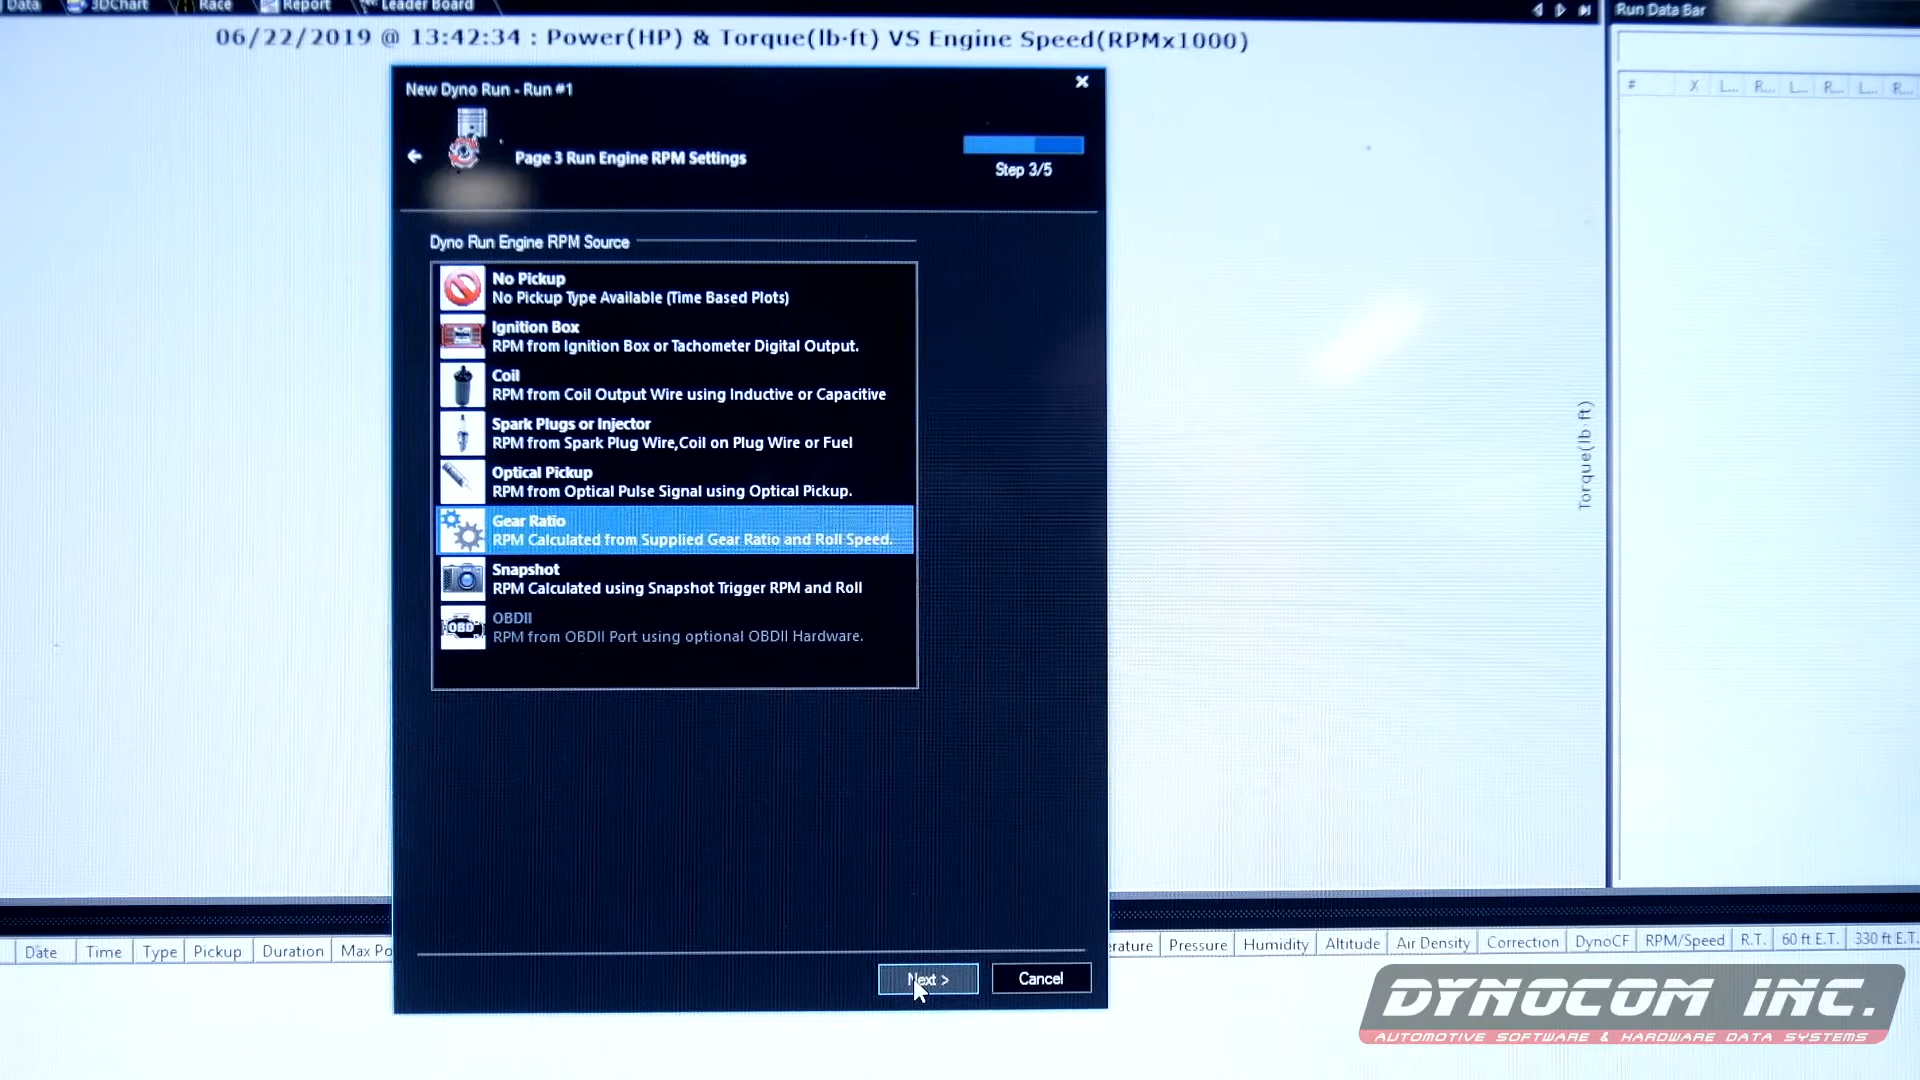 Data
3DChart
Race
Report
Leader Board
Run Data Bar
06/22/2019 @ 13:42:34 : Power(HP) & Torque(lb·ft) VS Engine Speed(RPMx1000)
# X L... R... L... R... L... R...
New Dyno Run - Run #1
Page 3 Run Engine RPM Settings
Step 3/5
Dyno Run Engine RPM Source
No Pickup
No Pickup Type Available (Time Based Plots)
Ignition Box
RPM from Ignition Box or Tachometer Digital Output.
Coil
RPM from Coil Output Wire using Inductive or Capacitive
Spark Plugs or Injector
RPM from Spark Plug Wire,Coil on Plug Wire or Fuel
Optical Pickup
RPM from Optical Pulse Signal using Optical Pickup.
Gear Ratio
RPM Calculated from Supplied Gear Ratio and Roll Speed.
Snapshot
RPM Calculated using Snapshot Trigger RPM and Roll
OBD
OBDII
RPM from OBDII Port using optional OBDII Hardware.
Torque(lb·ft)
Next >
Cancel
Date Time Type Pickup Duration Max Po
erature Pressure Humidity Altitude Air Density Correction DynoCF RPM/Speed R.T. 60 ft E.T. 330 ft E.T.
DYNOCOM INC.
AUTOMOTIVE SOFTWARE & HARDWARE DATA SYSTEMS